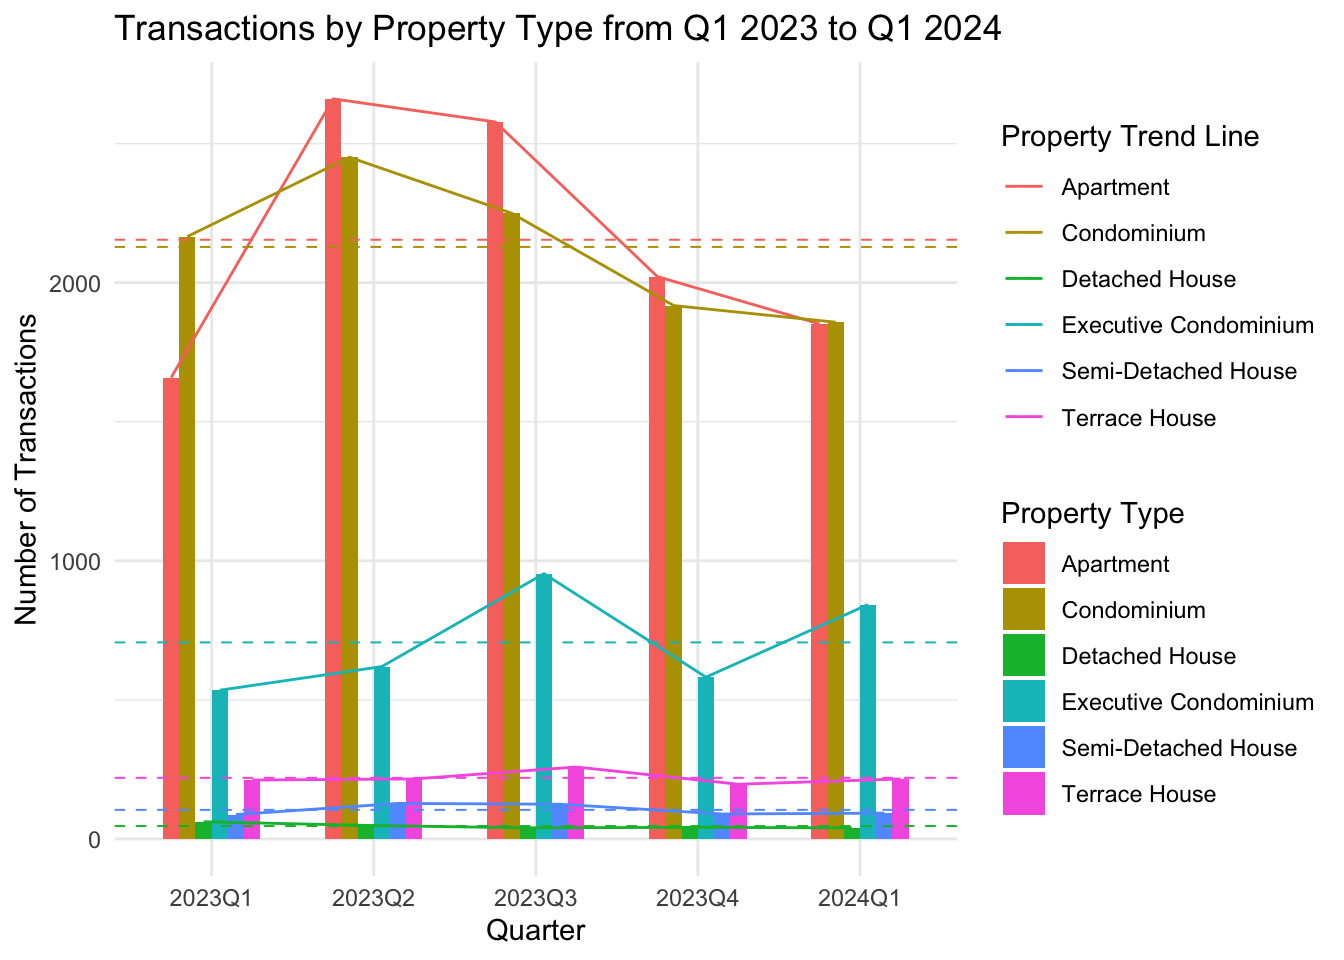 Transactions by Property Type from Q1 2023 to Q1 2024
Number of Transactions
2000
1000
0
2023Q1
2023Q2
2023Q3
2023Q4
2024Q1
Quarter
Property Trend Line
Apartment
Condominium
Detached House
Executive Condominium
Semi-Detached House
Terrace House
Property Type
Apartment
Condominium
Detached House
Executive Condominium
Semi-Detached House
Terrace House